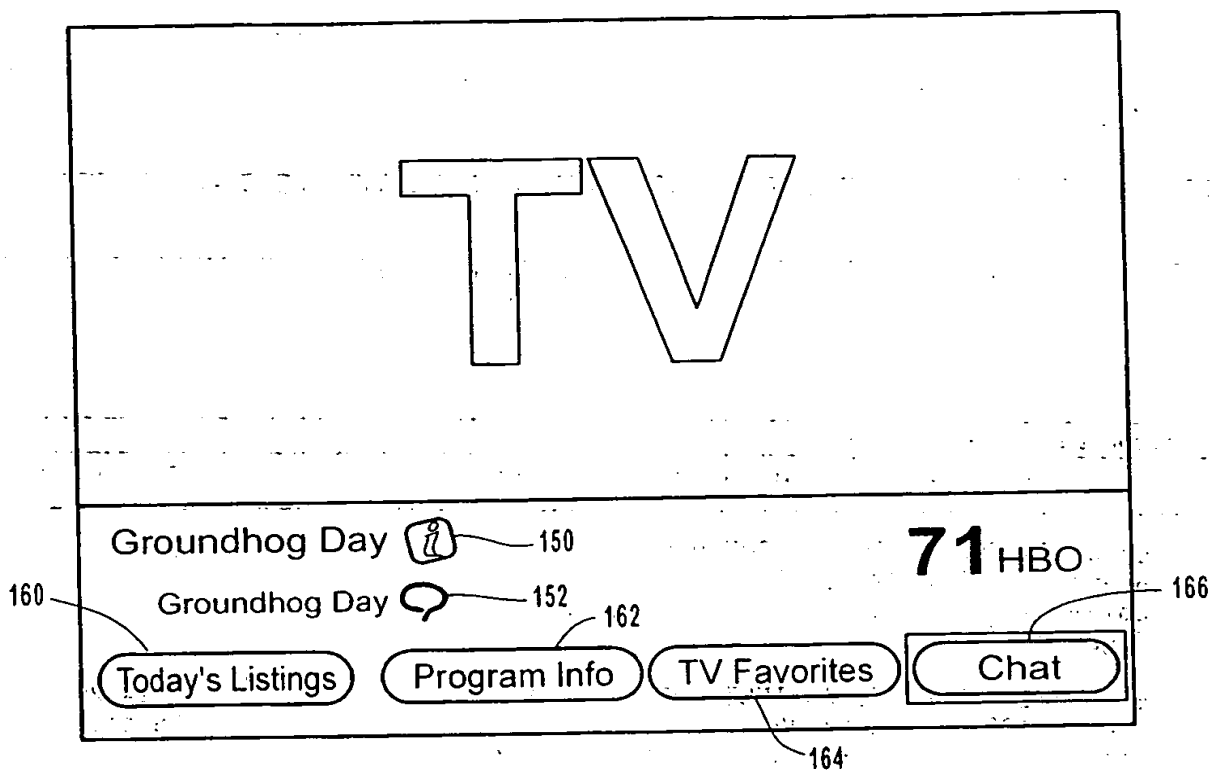 TV
Groundhog Day i 150 71 HBO
160 Groundhog Day 152 162 166
Today's Listings Program Info TV Favorites Chat
164